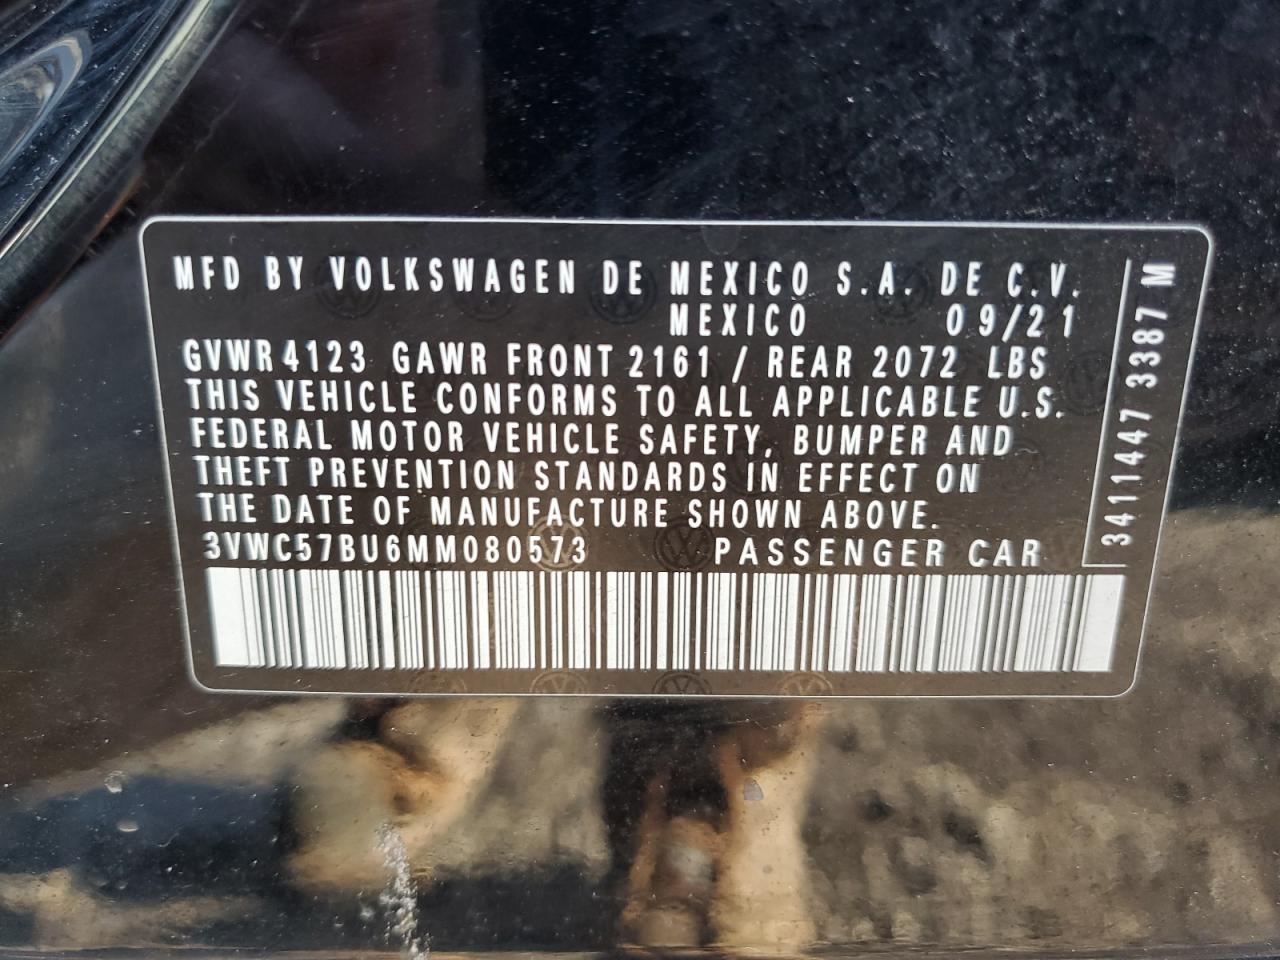 MFD BY VOLKSWAGEN DE MEXICO S.A. DE C.V.
MEXICO 09/21
GVWR 4123 GAWR FRONT 2161 / REAR 2072 LBS
THIS VEHICLE CONFORMS TO ALL APPLICABLE U.S.
FEDERAL MOTOR VEHICLE SAFETY, BUMPER AND
THEFT PREVENTION STANDARDS IN EFFECT ON
THE DATE OF MANUFACTURE SHOWN ABOVE.
3VWC57BU6MM080573 PASSENGER CAR
3411447 3387 M